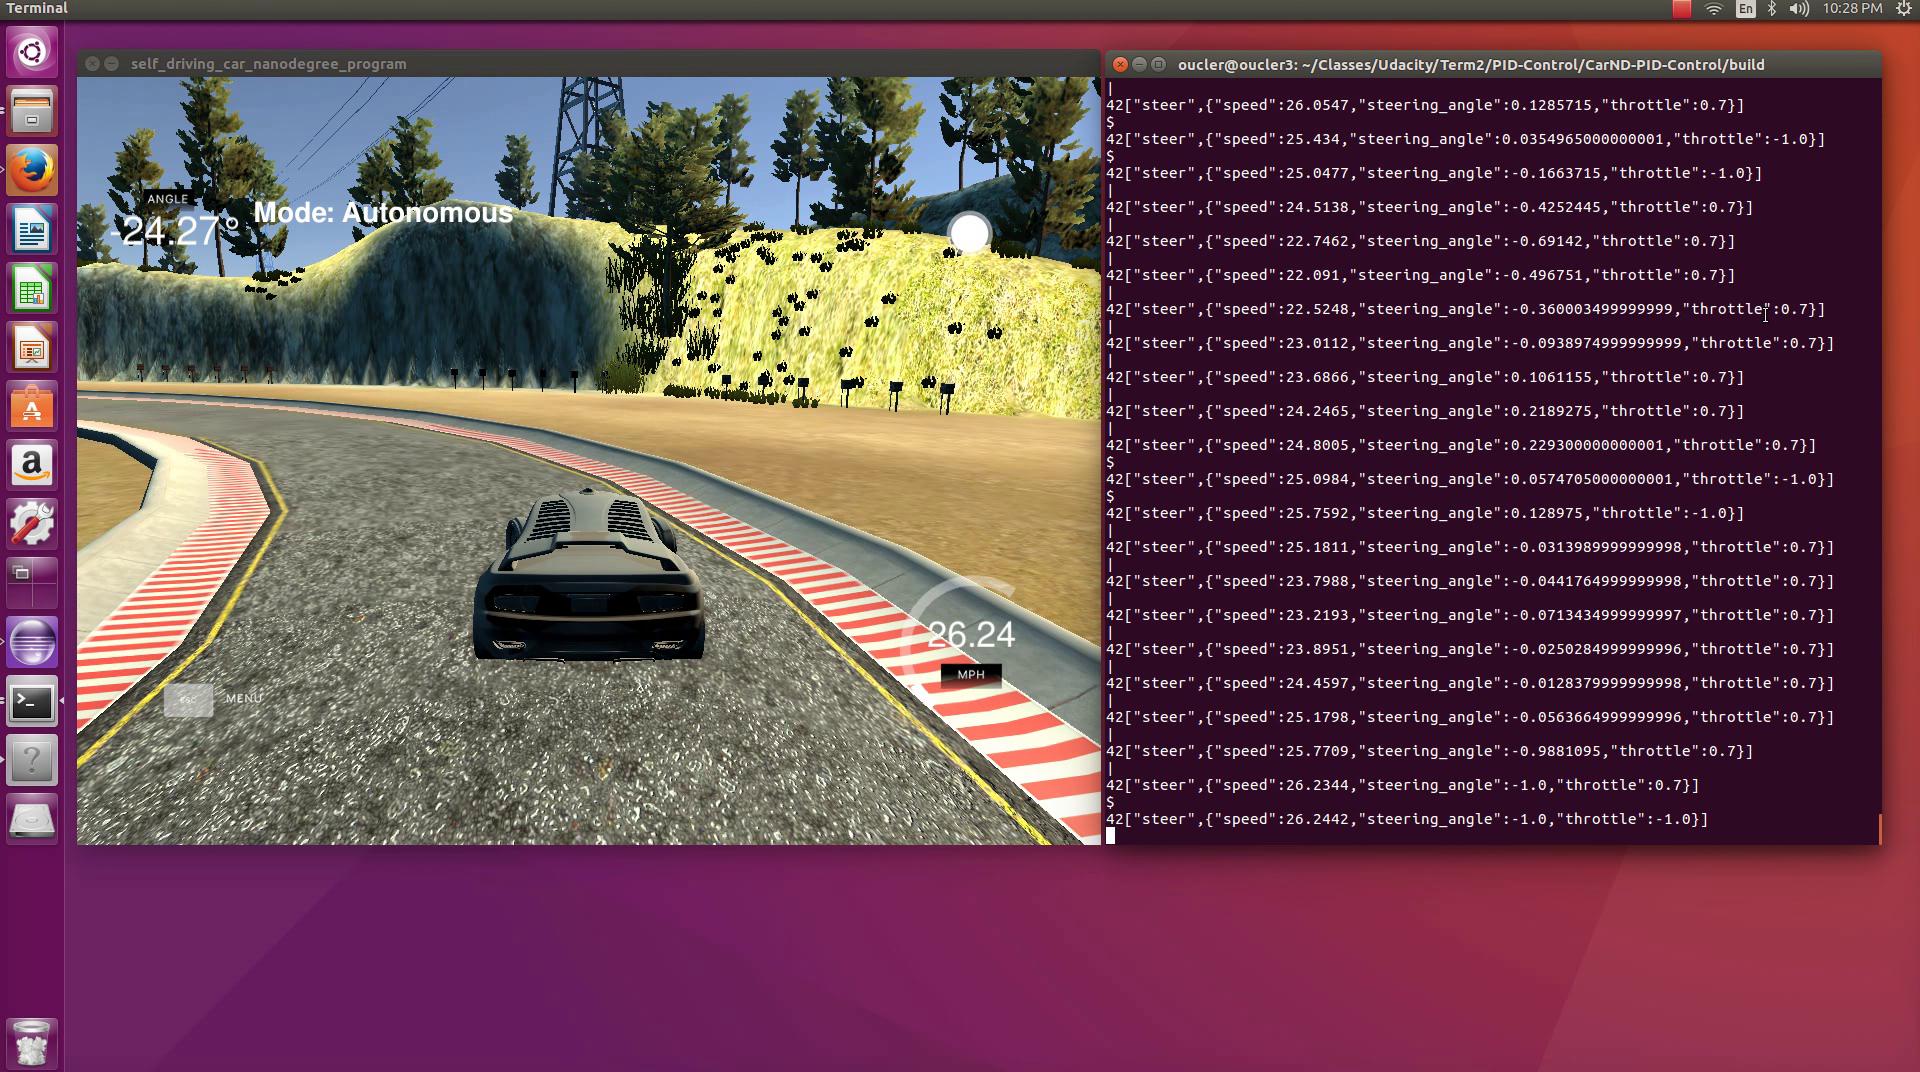 Terminal
En
10:28 PM
self_driving_car_nanodegree_program
ANGLE
-24.27°
Mode: Autonomous
26.24
MPH
esc
MENU
a
oucler@oucler3: ~/Classes/Udacity/Term2/PID-Control/CarND-PID-Control/build
|
42["steer",{"speed":26.0547,"steering_angle":0.1285715,"throttle":0.7}]
$
42["steer",{"speed":25.434,"steering_angle":0.0354965000000001,"throttle":-1.0}]
$
42["steer",{"speed":25.0477,"steering_angle":-0.1663715,"throttle":-1.0}]
|
42["steer",{"speed":24.5138,"steering_angle":-0.4252445,"throttle":0.7}]
|
42["steer",{"speed":22.7462,"steering_angle":-0.69142,"throttle":0.7}]
|
42["steer",{"speed":22.091,"steering_angle":-0.496751,"throttle":0.7}]
|
42["steer",{"speed":22.5248,"steering_angle":-0.360003499999999,"throttle":0.7}]
|
42["steer",{"speed":23.0112,"steering_angle":-0.0938974999999999,"throttle":0.7}]
|
42["steer",{"speed":23.6866,"steering_angle":0.1061155,"throttle":0.7}]
|
42["steer",{"speed":24.2465,"steering_angle":0.2189275,"throttle":0.7}]
|
42["steer",{"speed":24.8005,"steering_angle":0.229300000000001,"throttle":0.7}]
$
42["steer",{"speed":25.0984,"steering_angle":0.0574705000000001,"throttle":-1.0}]
$
42["steer",{"speed":25.7592,"steering_angle":0.128975,"throttle":-1.0}]
|
42["steer",{"speed":25.1811,"steering_angle":-0.0313989999999998,"throttle":0.7}]
|
42["steer",{"speed":23.7988,"steering_angle":-0.0441764999999998,"throttle":0.7}]
|
42["steer",{"speed":23.2193,"steering_angle":-0.0713434999999997,"throttle":0.7}]
|
42["steer",{"speed":23.8951,"steering_angle":-0.0250284999999996,"throttle":0.7}]
|
42["steer",{"speed":24.4597,"steering_angle":-0.0128379999999998,"throttle":0.7}]
|
42["steer",{"speed":25.1798,"steering_angle":-0.0563664999999996,"throttle":0.7}]
|
42["steer",{"speed":25.7709,"steering_angle":-0.9881095,"throttle":0.7}]
|
42["steer",{"speed":26.2344,"steering_angle":-1.0,"throttle":0.7}]
$
42["steer",{"speed":26.2442,"steering_angle":-1.0,"throttle":-1.0}]